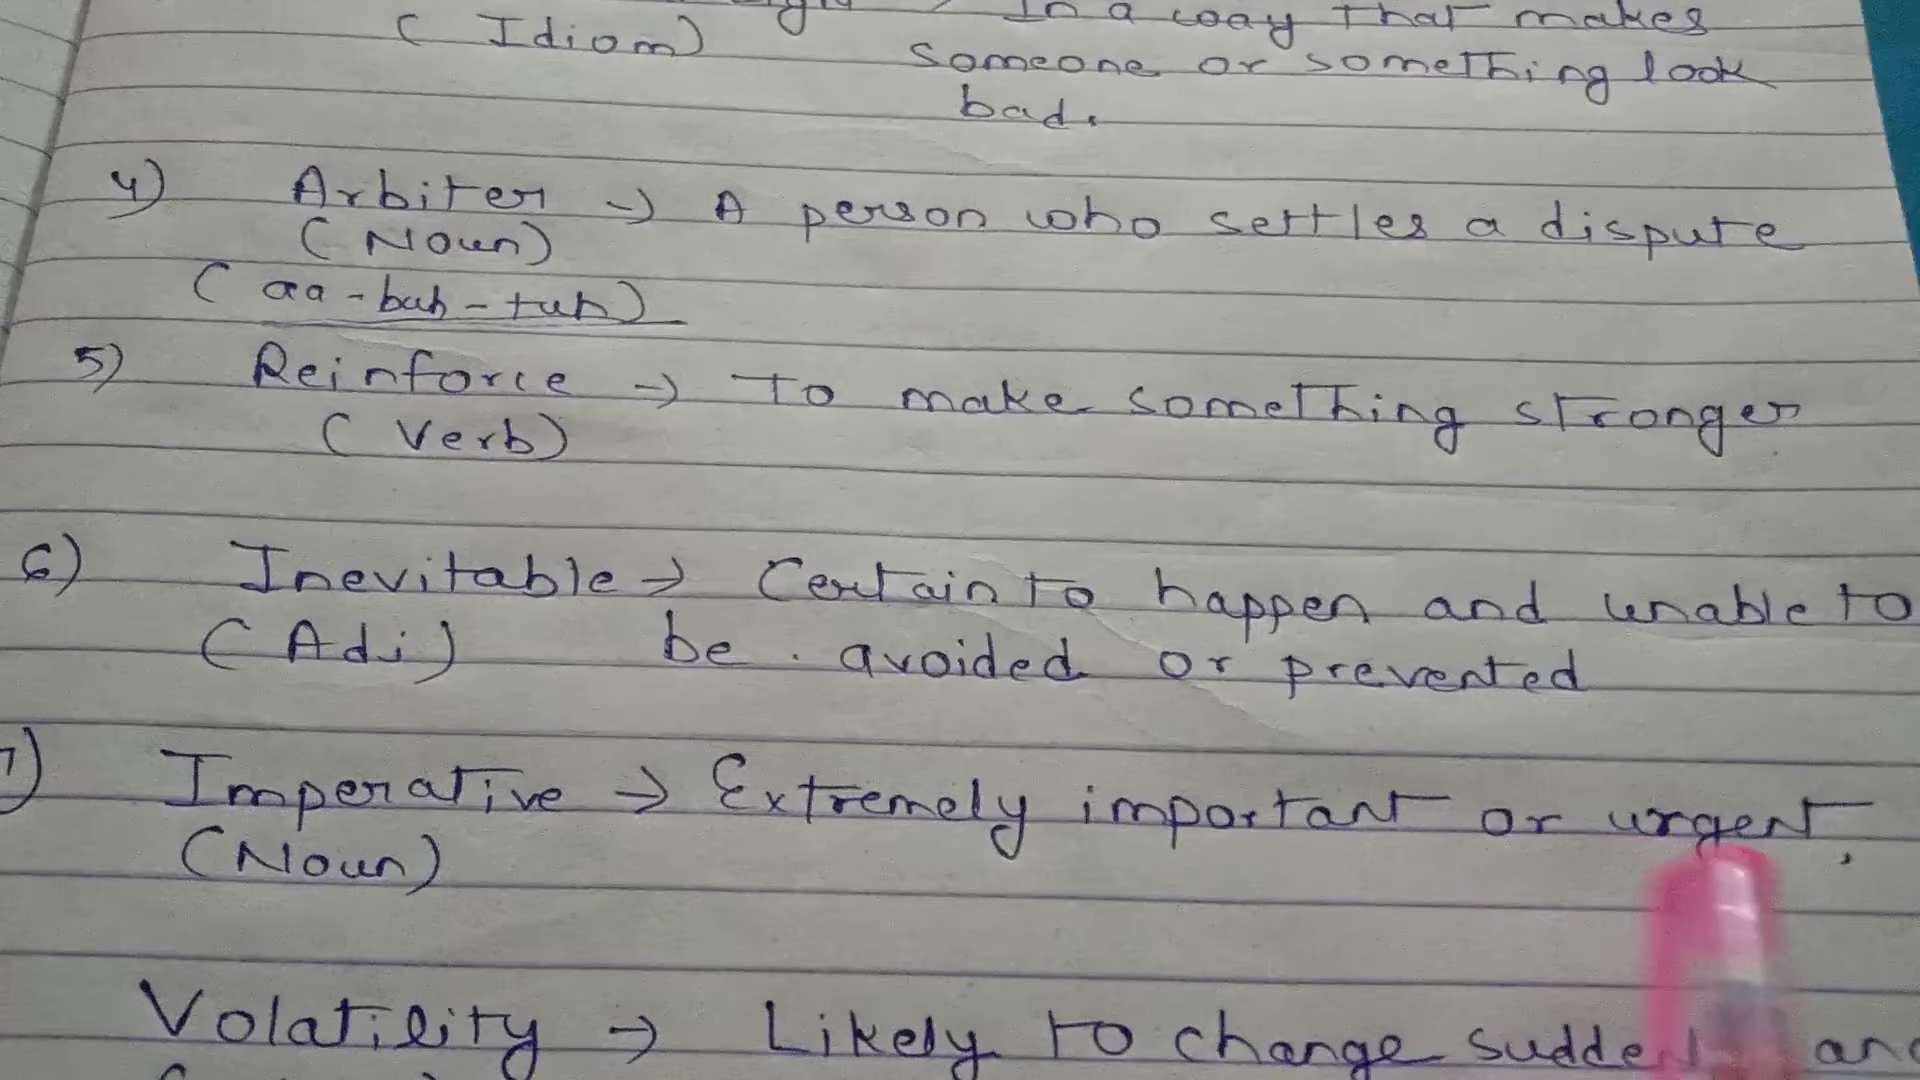 In a way that makes
( Idiom) someone or something look
bad.
4) Arbiter → A person who settles a dispute
(Noun)
( aa-buh-tuh)
5) Reinforce → To make something stronger
( Verb)
6) Inevitable → Certain to happen and unable to
( Adj) be avoided or prevented
7) Imperative → Extremely important or urgent.
(Noun)
Volatility → Likely to change